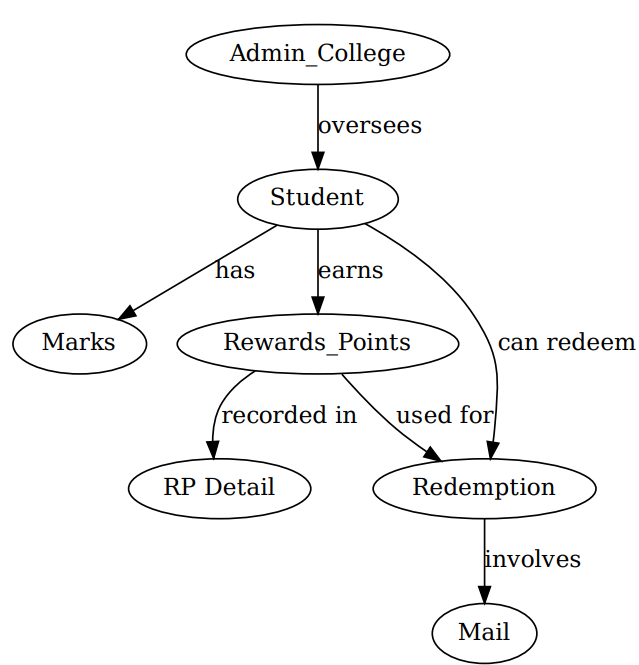 Admin_College
oversees
Student
has
earns
Marks
Rewards_Points
can redeem
recorded in
used for
RP Detail
Redemption
involves
Mail